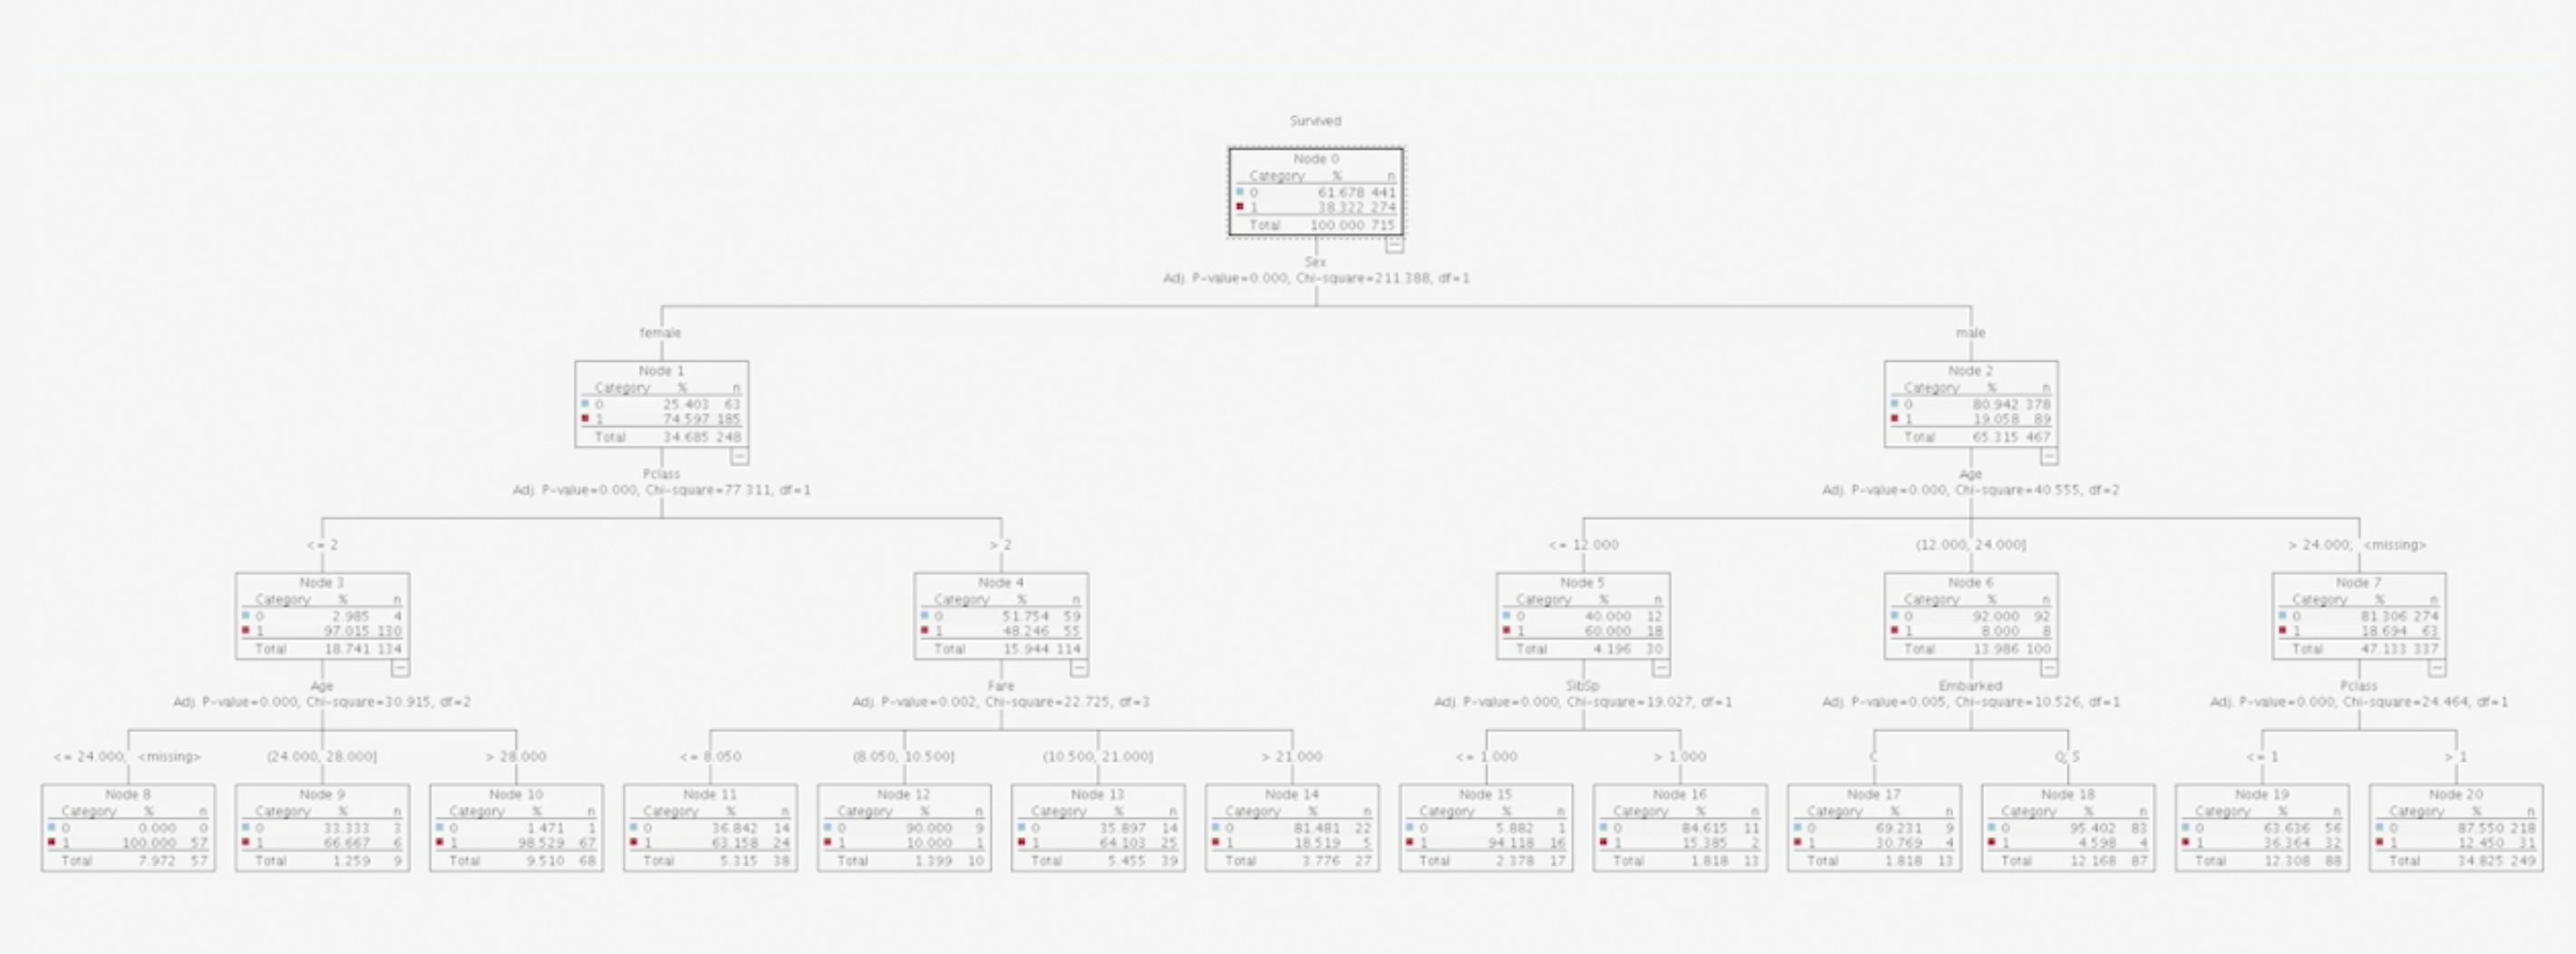 Survived
Node 0
Category % n
0 61.678 441
1 38.322 274
Total 100.000 715
Sex
Adj. P-value=0.000, Chi-square=211.388, df=1
female
male
Node 1
Category % n
0 25.403 63
1 74.597 185
Total 34.685 248
Node 2
Category % n
0 80.942 378
1 19.058 89
Total 65.315 467
Pclass
Adj. P-value=0.000, Chi-square=77.311, df=1
Age
Adj. P-value=0.000, Chi-square=40.555, df=2
<= 2
> 2
<= 12.000
(12.000, 24.000]
> 24.000; <missing>
Node 3
Category % n
0 2.985 4
1 97.015 130
Total 18.741 134
Node 4
Category % n
0 51.754 59
1 48.246 55
Total 15.944 114
Node 5
Category % n
0 40.000 12
1 60.000 18
Total 4.196 30
Node 6
Category % n
0 92.000 92
1 8.000 8
Total 13.986 100
Node 7
Category % n
0 81.306 274
1 18.694 63
Total 47.133 337
Age
Adj. P-value=0.000, Chi-square=30.915, df=2
Fare
Adj. P-value=0.002, Chi-square=22.725, df=3
SibSp
Adj. P-value=0.000, Chi-square=19.027, df=1
Embarked
Adj. P-value=0.005, Chi-square=10.526, df=1
Pclass
Adj. P-value=0.000, Chi-square=24.464, df=1
<= 24.000; <missing>
(24.000, 28.000]
> 28.000
<= 8.050
(8.050, 10.500]
(10.500, 21.000]
> 21.000
<= 1.000
> 1.000
C
Q; S
<= 1
> 1
Node 8
Category % n
0 0.000 0
1 100.000 57
Total 7.972 57
Node 9
Category % n
0 33.333 3
1 66.667 6
Total 1.259 9
Node 10
Category % n
0 1.471 1
1 98.529 67
Total 9.510 68
Node 11
Category % n
0 36.842 14
1 63.158 24
Total 5.315 38
Node 12
Category % n
0 90.000 9
1 10.000 1
Total 1.399 10
Node 13
Category % n
0 35.897 14
1 64.103 25
Total 5.455 39
Node 14
Category % n
0 81.481 22
1 18.519 5
Total 3.776 27
Node 15
Category % n
0 5.882 1
1 94.118 16
Total 2.378 17
Node 16
Category % n
0 84.615 11
1 15.385 2
Total 1.818 13
Node 17
Category % n
0 69.231 9
1 30.769 4
Total 1.818 13
Node 18
Category % n
0 95.402 83
1 4.598 4
Total 12.168 87
Node 19
Category % n
0 63.636 56
1 36.364 32
Total 12.308 88
Node 20
Category % n
0 87.550 218
1 12.450 31
Total 34.825 249